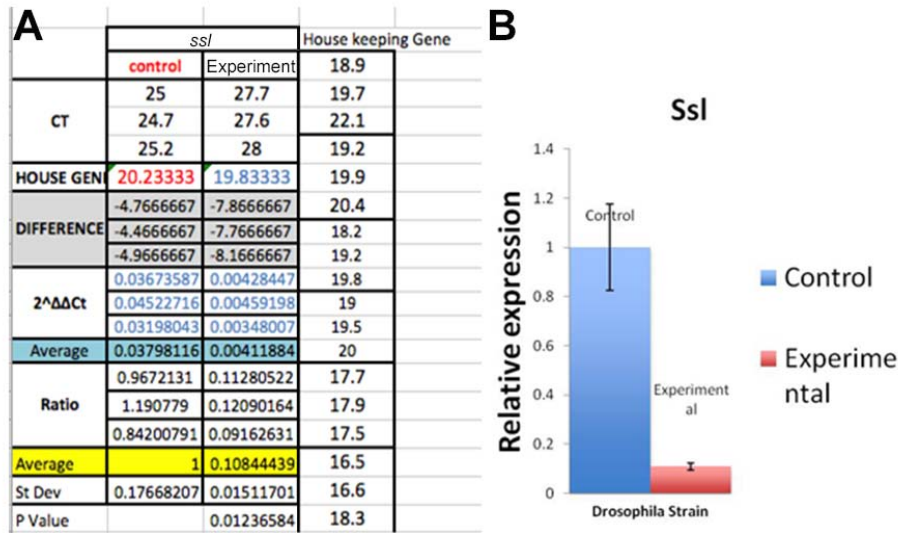 A
ssl House keeping Gene
control Experiment 18.9
25 27.7 19.7
CT 24.7 27.6 22.1
25.2 28 19.2
HOUSE GENI 20.23333 19.83333 19.9
-4.7666667 -7.8666667 20.4
DIFFERENCE -4.4666667 -7.7666667 18.2
-4.9666667 -8.1666667 19.2
0.03673587 0.00428447 19.8
2^ΔΔCt 0.04522716 0.00459198 19
0.03198043 0.00348007 19.5
Average 0.03798116 0.00411884 20
0.9672131 0.11280522 17.7
Ratio 1.190779 0.12090164 17.9
0.84200791 0.09162631 17.5
Average 1 0.10844439 16.5
St Dev 0.17668207 0.01511701 16.6
P Value 0.01236584 18.3
B
Ssl
Relative expression
1.4
1.2
1
0.8
0.6
0.4
0.2
0
Control
Experiment
al
Drosophila Strain
Control
Experime
ntal